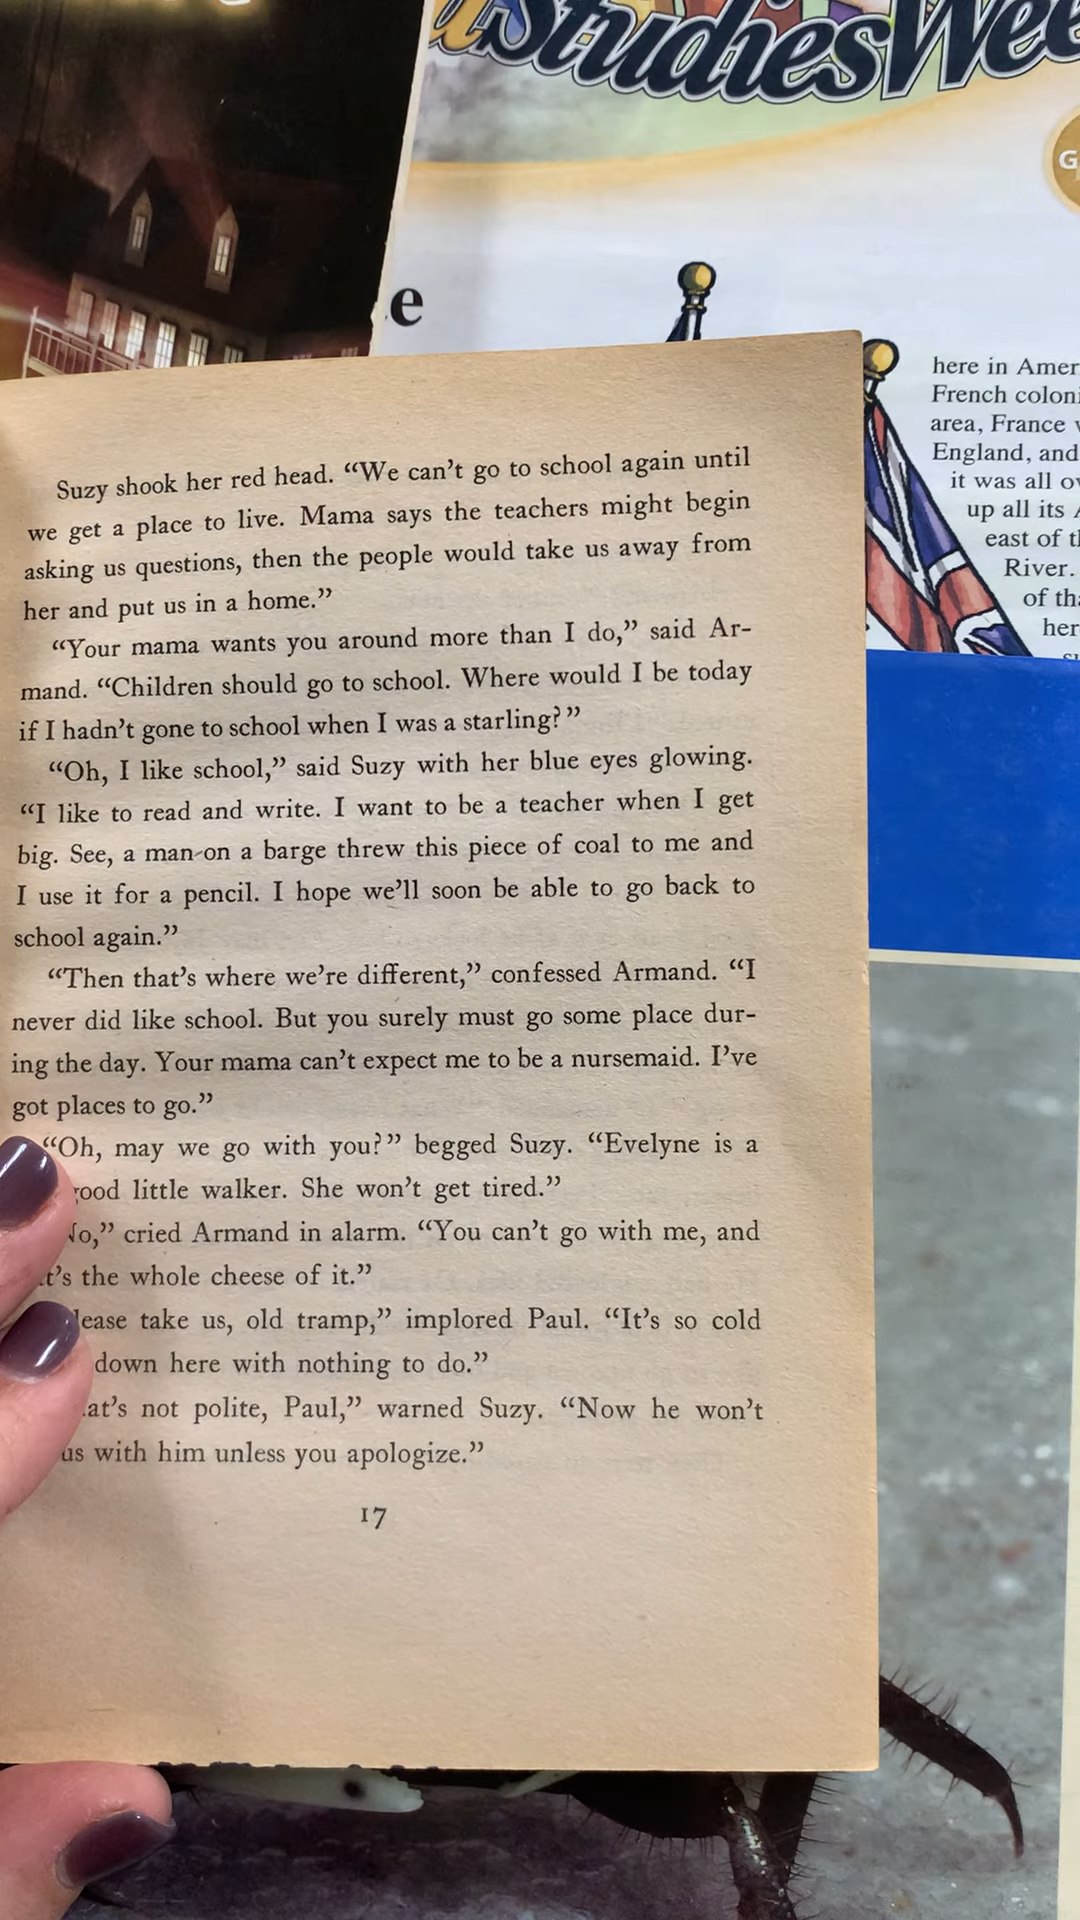 StudiesWee
G
e
here in Amer
French coloni
area, France
England, and
it was all ov
up all its
east of t
River.
of tha
her
Suzy shook her red head. “We can’t go to school again until
we get a place to live. Mama says the teachers might begin
asking us questions, then the people would take us away from
her and put us in a home.”
“Your mama wants you around more than I do,” said Ar-
mand. “Children should go to school. Where would I be today
if I hadn’t gone to school when I was a starling?”
“Oh, I like school,” said Suzy with her blue eyes glowing.
“I like to read and write. I want to be a teacher when I get
big. See, a man on a barge threw this piece of coal to me and
I use it for a pencil. I hope we’ll soon be able to go back to
school again.”
“Then that’s where we’re different,” confessed Armand. “I
never did like school. But you surely must go some place dur-
ing the day. Your mama can’t expect me to be a nursemaid. I’ve
got places to go.”
“Oh, may we go with you?” begged Suzy. “Evelyne is a
ood little walker. She won’t get tired.”
No,” cried Armand in alarm. “You can’t go with me, and
t’s the whole cheese of it.”
lease take us, old tramp,” implored Paul. “It’s so cold
down here with nothing to do.”
at’s not polite, Paul,” warned Suzy. “Now he won’t
us with him unless you apologize.”
17